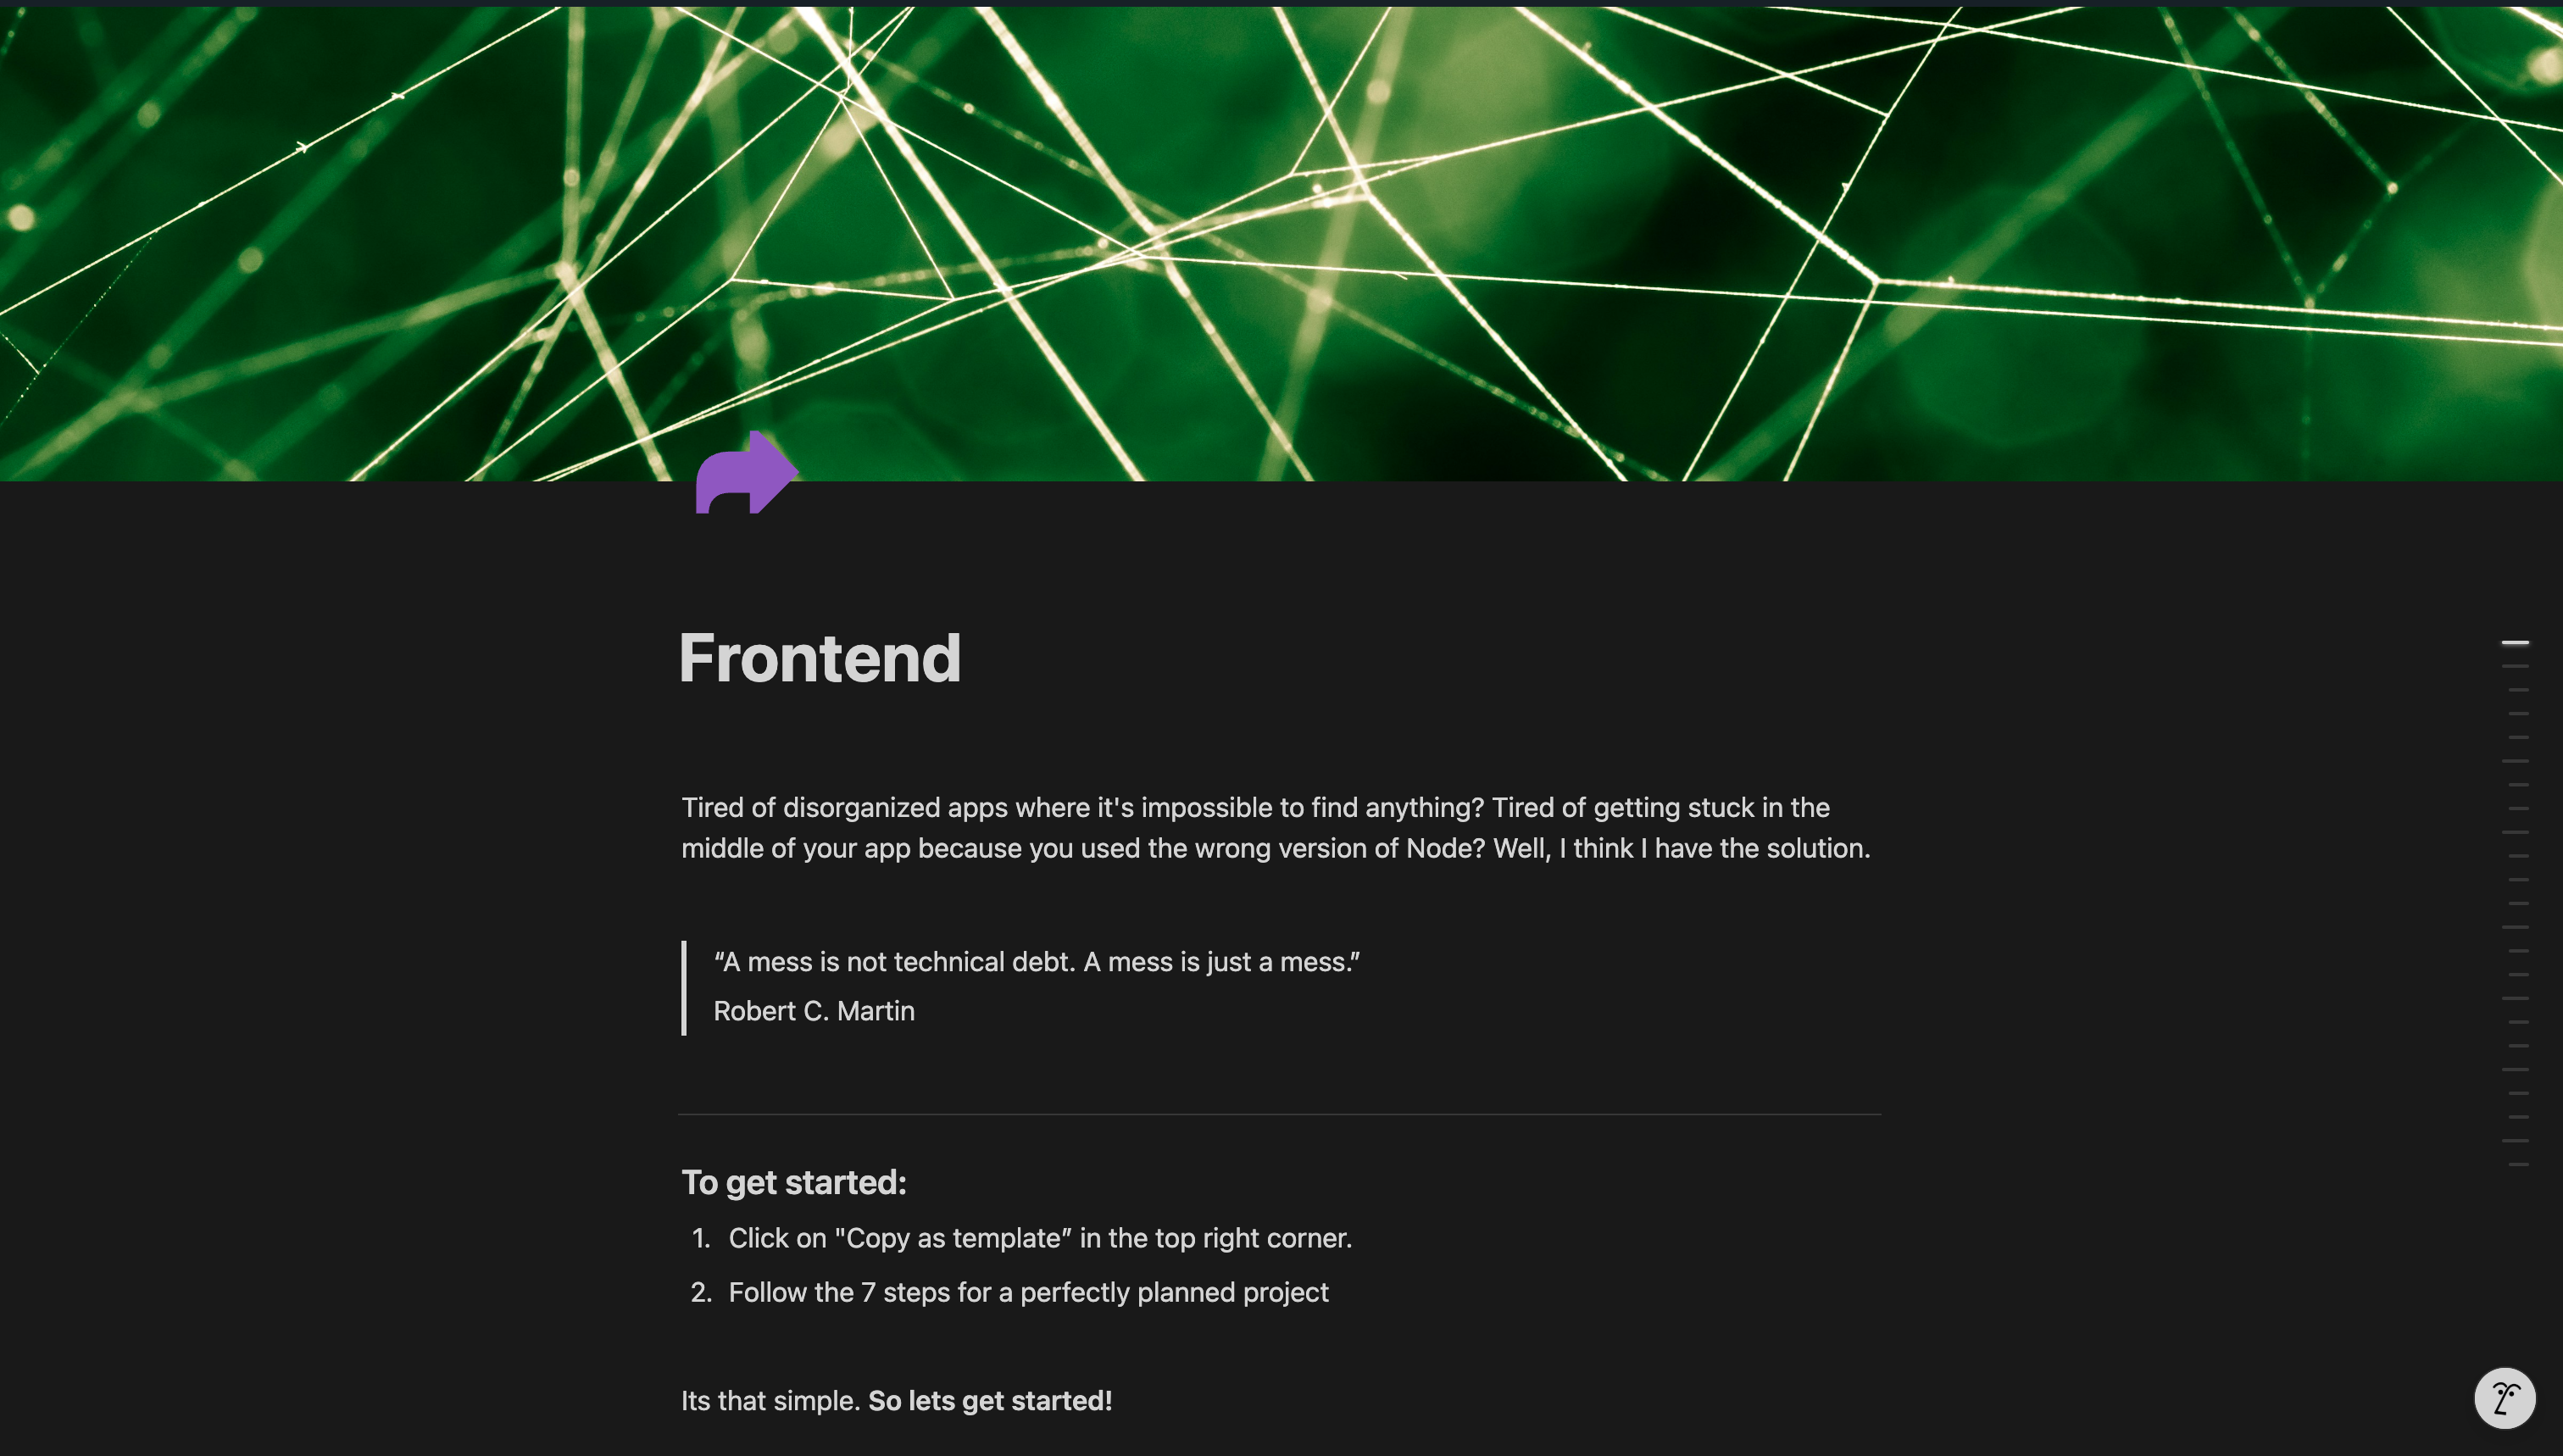 Frontend
Tired of disorganized apps where it's impossible to find anything? Tired of getting stuck in the
middle of your app because you used the wrong version of Node? Well, I think I have the solution.
“A mess is not technical debt. A mess is just a mess.”
Robert C. Martin
To get started:
1. Click on "Copy as template” in the top right corner.
2. Follow the 7 steps for a perfectly planned project
Its that simple. So lets get started!